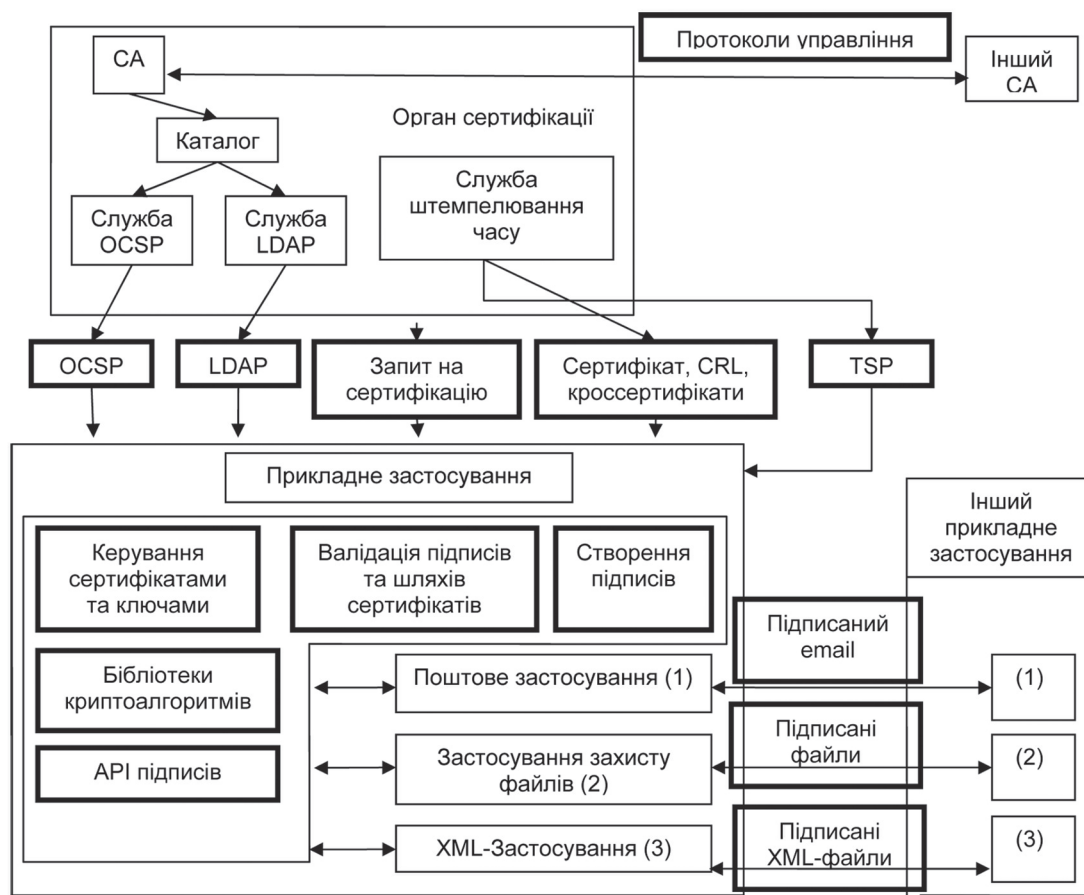 Протоколи управління
CA
Інший
CA
Орган сертифікації
Каталог
Служба
штемпелювання
часу
Служба
OCSP
Служба
LDAP
OCSP
LDAP
Запит на
сертифікацію
Сертифікат, CRL,
кроссертифікати
TSP
Прикладне застосування
Інший
прикладне
застосування
Керування
сертифікатами
та ключами
Валідація підписів
та шляхів
сертифікатів
Створення
підписів
Підписаний
email
Бібліотеки
криптоалгоритмів
Поштове застосування (1)
(1)
API підписів
Застосування захисту
файлів (2)
Підписані
файли
(2)
XML-Застосування (3)
Підписані
XML-файли
(3)